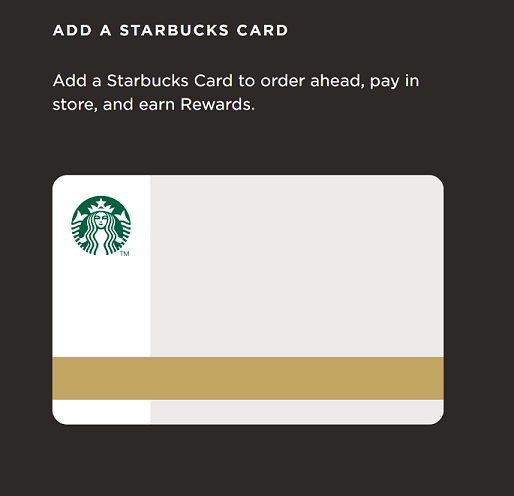 ADD A STARBUCKS CARD
Add a Starbucks Card to order ahead, pay in
store, and earn Rewards.
TM